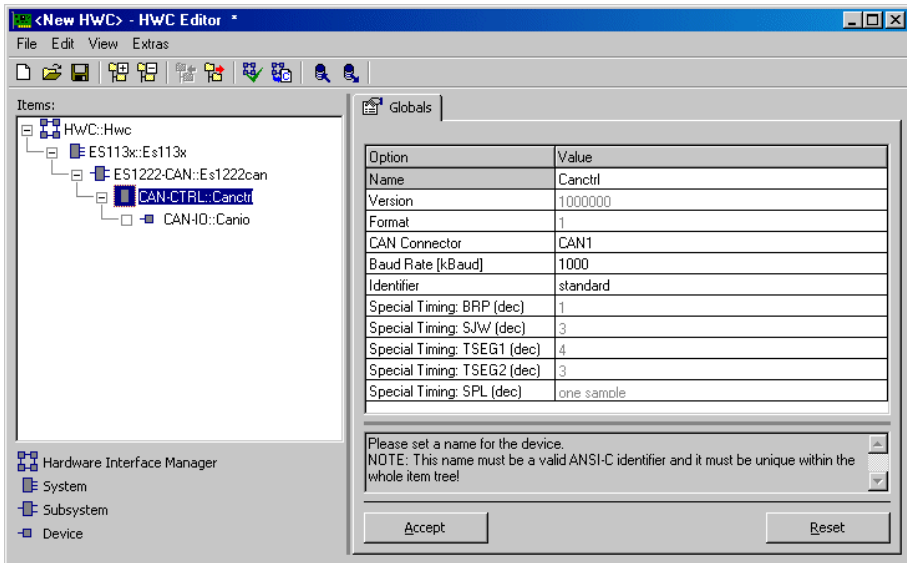 <New HWC> - HWC Editor *
File Edit View Extras
Items:
HWC::Hwc
ES113x::Es113x
ES1222-CAN::Es1222can
CAN-CTRL::Canctrl
CAN-IO::Canio
Hardware Interface Manager
System
Subsystem
Device
Globals
Option Value
Name Canctrl
Version 1000000
Format 1
CAN Connector CAN1
Baud Rate [kBaud] 1000
Identifier standard
Special Timing: BRP (dec) 1
Special Timing: SJW (dec) 3
Special Timing: TSEG1 (dec) 4
Special Timing: TSEG2 (dec) 3
Special Timing: SPL (dec) one sample
Please set a name for the device.
NOTE: This name must be a valid ANSI-C identifier and it must be unique within the
whole item tree!
Accept Reset